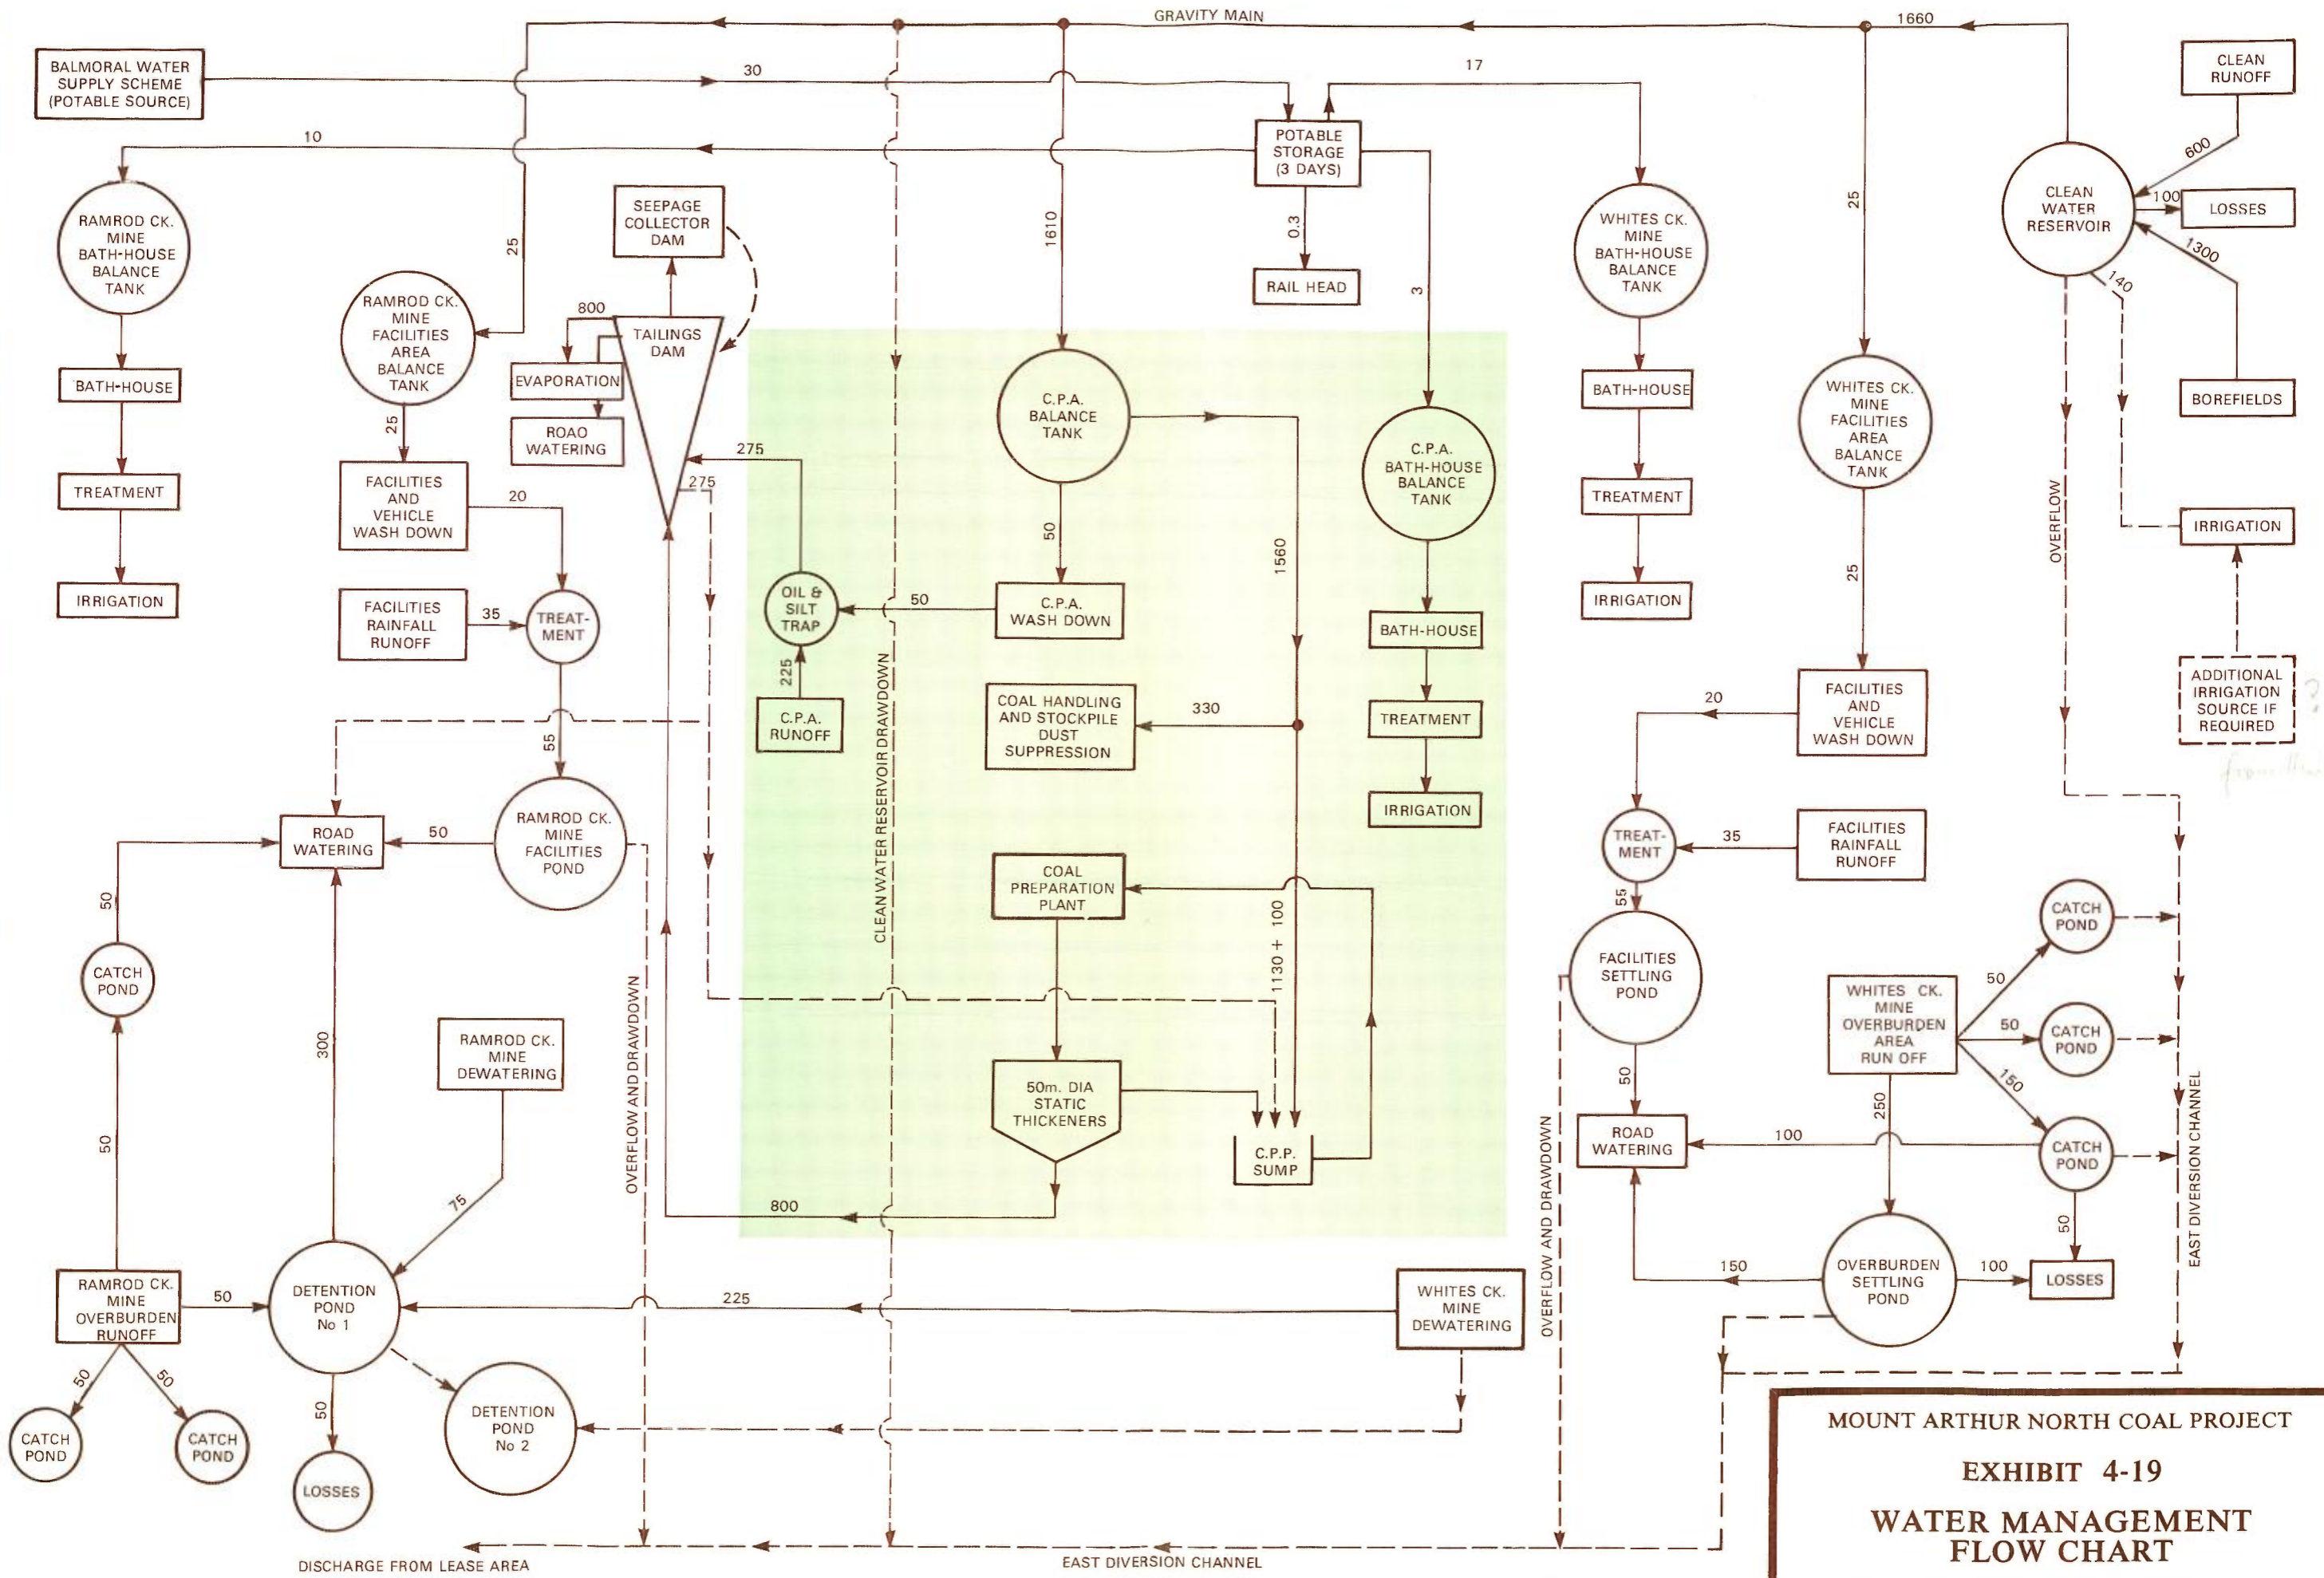 GRAVITY MAIN
1660
BALMORAL WATER
SUPPLY SCHEME
(POTABLE SOURCE)
30
17
CLEAN
RUNOFF
10
POTABLE
STORAGE
(3 DAYS)
600
RAMROD CK.
MINE
BATH-HOUSE
BALANCE
TANK
SEEPAGE
COLLECTOR
DAM
25
1610
0.3
RAIL HEAD
3
WHITES CK.
MINE
BATH-HOUSE
BALANCE
TANK
25
CLEAN
WATER
RESERVOIR
100
LOSSES
1300
140
BOREFIELDS
RAMROD CK.
MINE
FACILITIES
AREA
BALANCE
TANK
800
TAILINGS
DAM
EVAPORATION
ROAO
WATERING
BATH-HOUSE
25
C.P.A.
BALANCE
TANK
C.P.A.
BATH-HOUSE
BALANCE
TANK
BATH-HOUSE
WHITES CK.
MINE
FACILITIES
AREA
BALANCE
TANK
275
275
TREATMENT
FACILITIES
AND
VEHICLE
WASH DOWN
20
TREATMENT
OVERFLOW
IRRIGATION
50
1560
25
IRRIGATION
FACILITIES
RAINFALL
RUNOFF
35
TREAT-
MENT
OIL &
SILT
TRAP
50
C.P.A.
WASH DOWN
BATH-HOUSE
IRRIGATION
225
C.P.A.
RUNOFF
CLEAN WATER RESERVOIR DRAWDOWN
COAL HANDLING
AND STOCKPILE
DUST
SUPPRESSION
330
TREATMENT
20
FACILITIES
AND
VEHICLE
WASH DOWN
ADDITIONAL
IRRIGATION
SOURCE IF
REQUIRED
?
55
IRRIGATION
ROAD
WATERING
50
RAMROD CK.
MINE
FACILITIES
POND
TREAT-
MENT
35
FACILITIES
RAINFALL
RUNOFF
50
COAL
PREPARATION
PLANT
55
CATCH
POND
CATCH
POND
1130 + 100
FACILITIES
SETTLING
POND
50
WHITES CK.
MINE
OVERBURDEN
AREA
RUN OFF
50
CATCH
POND
150
300
OVERFLOW AND DRAWDOWN
RAMROD CK.
MINE
DEWATERING
50m. DIA
STATIC
THICKENERS
50
250
EAST DIVERSION CHANNEL
50
C.P.P.
SUMP
OVERFLOW AND DRAWDOWN
ROAD
WATERING
100
CATCH
POND
75
800
50
RAMROD CK.
MINE
OVERBURDEN
RUNOFF
50
DETENTION
POND
No 1
225
WHITES CK.
MINE
DEWATERING
150
OVERBURDEN
SETTLING
POND
100
LOSSES
50
50
50
DETENTION
POND
No 2
CATCH
POND
CATCH
POND
LOSSES
DISCHARGE FROM LEASE AREA
EAST DIVERSION CHANNEL
MOUNT ARTHUR NORTH COAL PROJECT
EXHIBIT 4-19
WATER MANAGEMENT
FLOW CHART